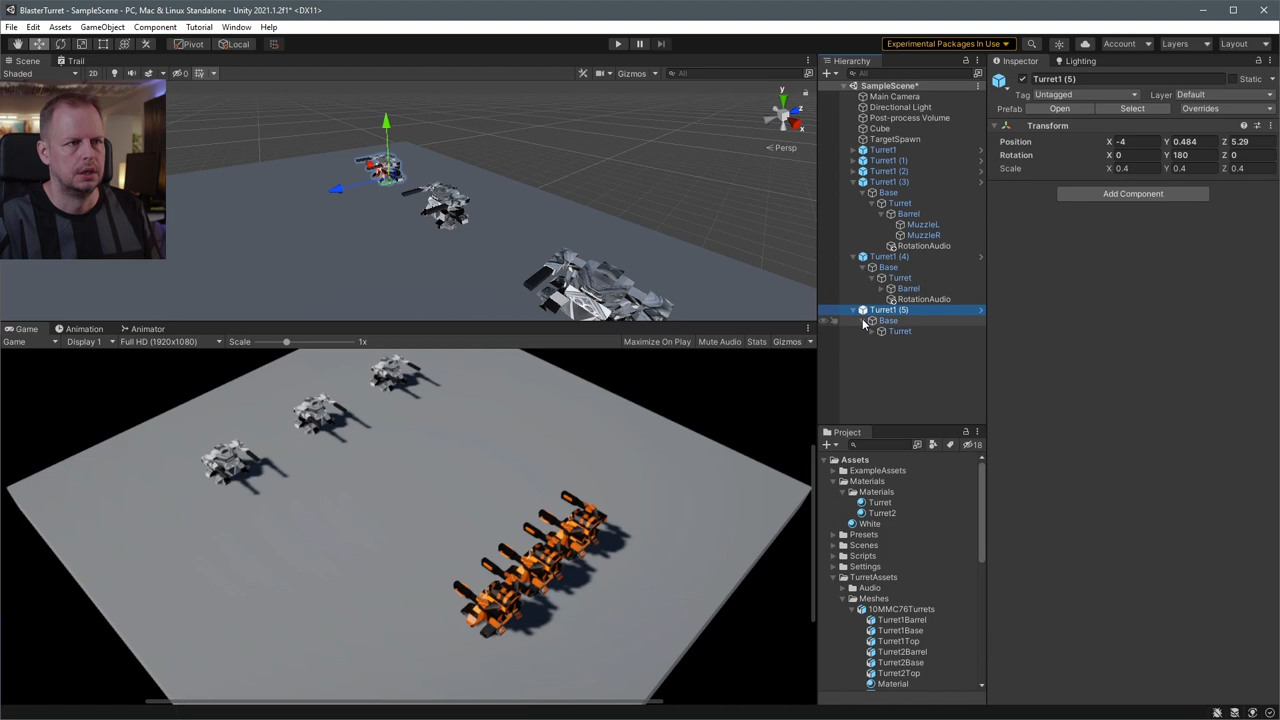 BlasterTurret - SampleScene - PC, Mac & Linux Standalone - Unity 2021.1.2f1* <DX11>
File Edit Assets GameObject Component Tutorial Window Help
Pivot Local Experimental Packages In Use Account Layers Layout
Scene Trail
Shaded 2D 0 Gizmos All
y
z
x
Persp
Game Animation Animator
Game Display 1 Full HD (1920x1080) Scale 1x Maximize On Play Mute Audio Stats Gizmos
Hierarchy
All
SampleScene*
Main Camera
Directional Light
Post-process Volume
Cube
TargetSpawn
Turret1
Turret1 (1)
Turret1 (2)
Turret1 (3)
Base
Turret
Barrel
MuzzleL
MuzzleR
RotationAudio
Turret1 (4)
Base
Turret
Barrel
RotationAudio
Turret1 (5)
Base
Turret
Project
18
Assets
ExampleAssets
Materials
Materials
Turret
Turret2
White
Presets
Scenes
Scripts
Settings
TurretAssets
Audio
Meshes
10MMC76Turrets
Turret1Barrel
Turret1Base
Turret1Top
Turret2Barrel
Turret2Base
Turret2Top
Material
Inspector Lighting
Turret1 (5) Static
Tag Untagged Layer Default
Prefab Open Select Overrides
Transform
Position X -4 Y 0.484 Z 5.29
Rotation X 0 Y 180 Z 0
Scale X 0.4 Y 0.4 Z 0.4
Add Component